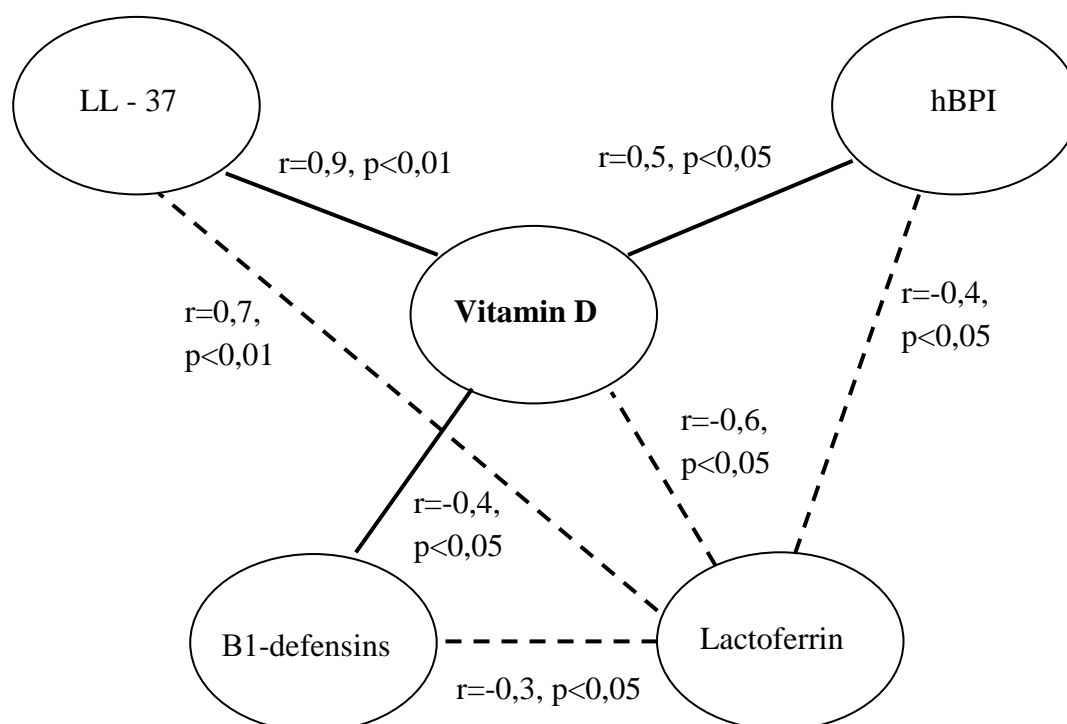 LL - 37
hBPI
r=0,9, p<0,01
r=0,5, p<0,05
Vitamin D
r=0,7,
p<0,01
r=-0,4,
p<0,05
r=-0,6,
p<0,05
r=-0,4,
p<0,05
B1-defensins
Lactoferrin
r=-0,3, p<0,05